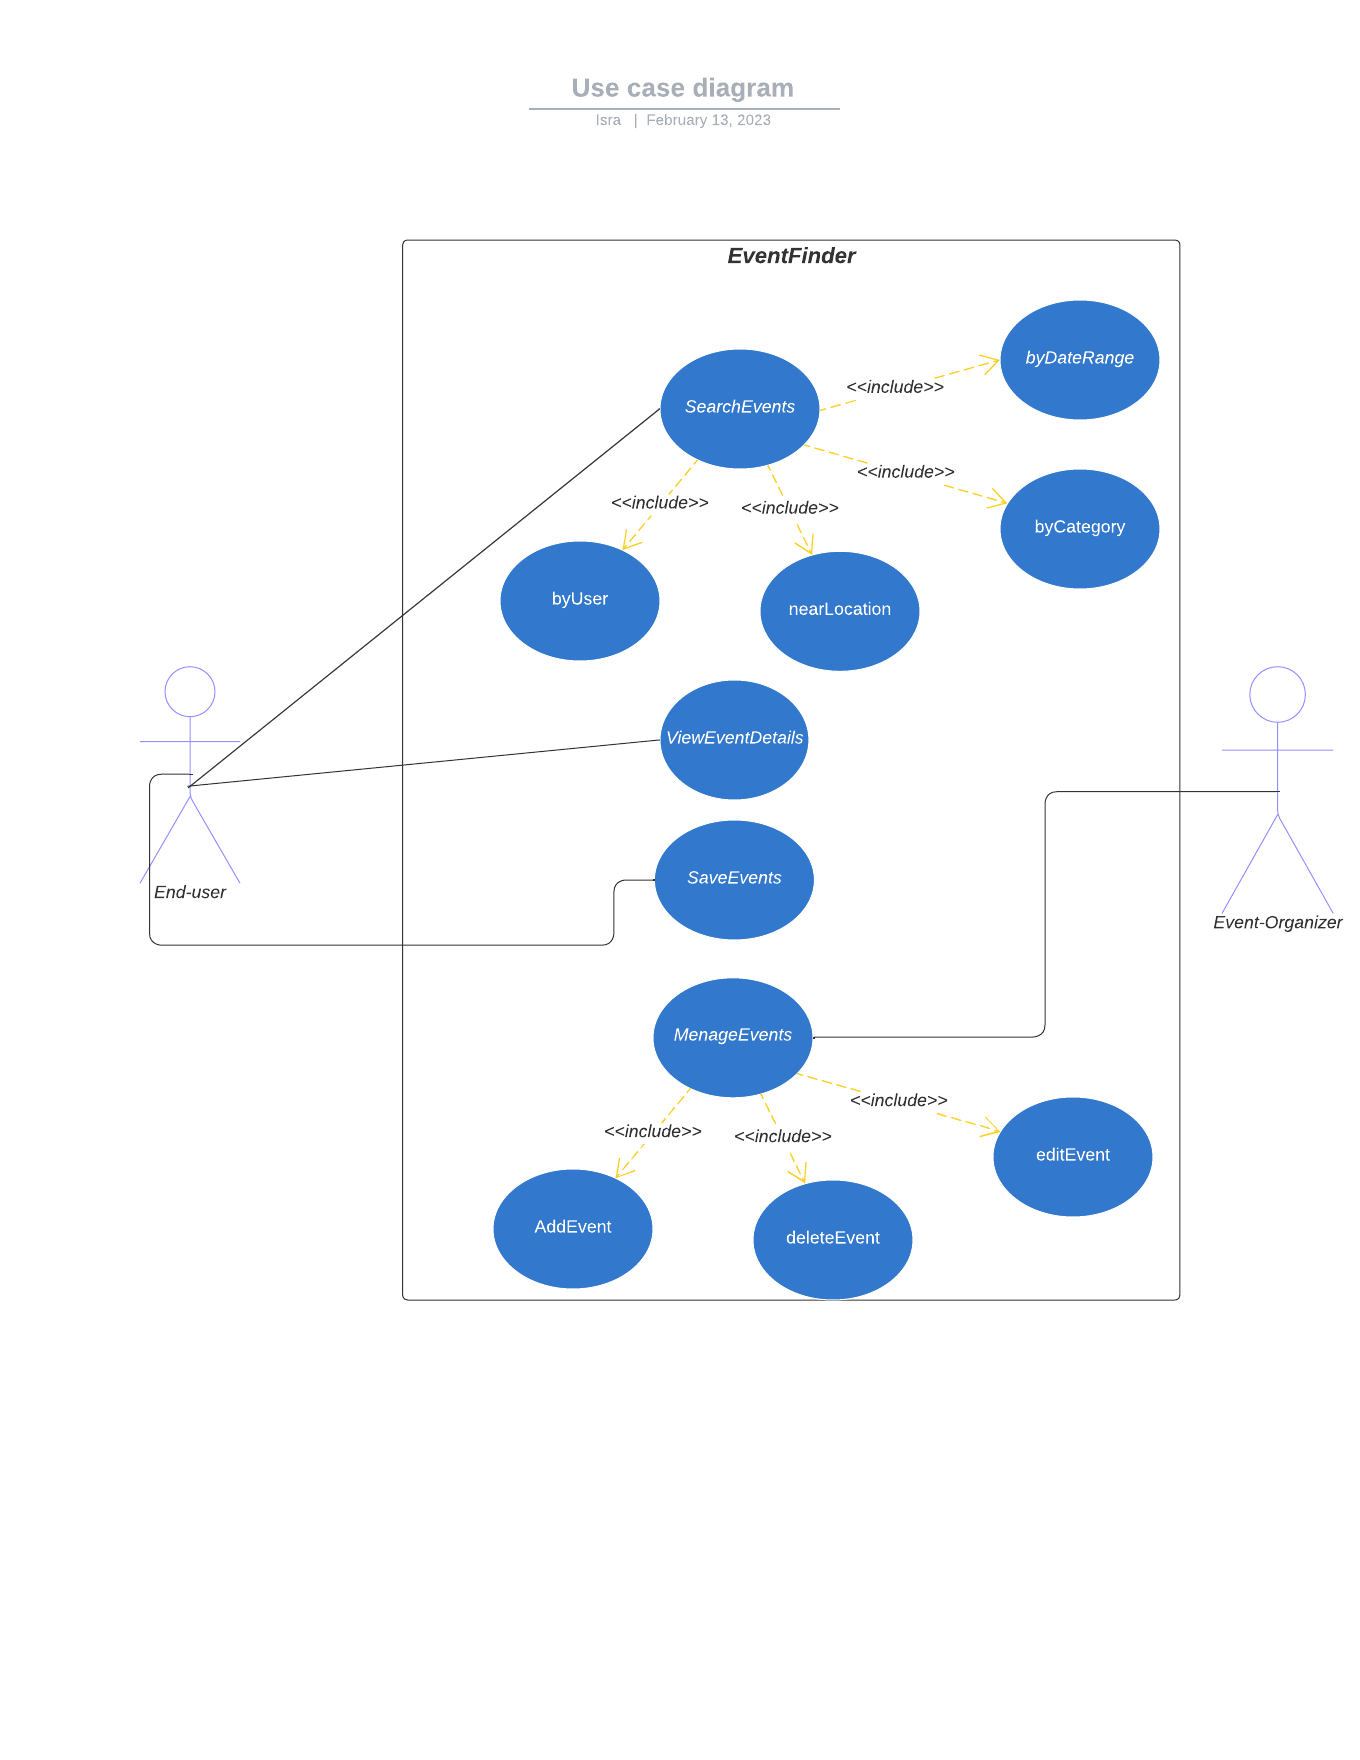 Use case diagram
Isra | February 13, 2023
EventFinder
byDateRange
<<include>>
SearchEvents
<<include>>
<<include>>
<<include>>
byCategory
byUser
nearLocation
ViewEventDetails
SaveEvents
End-user
Event-Organizer
MenageEvents
<<include>>
<<include>>
<<include>>
editEvent
AddEvent
deleteEvent